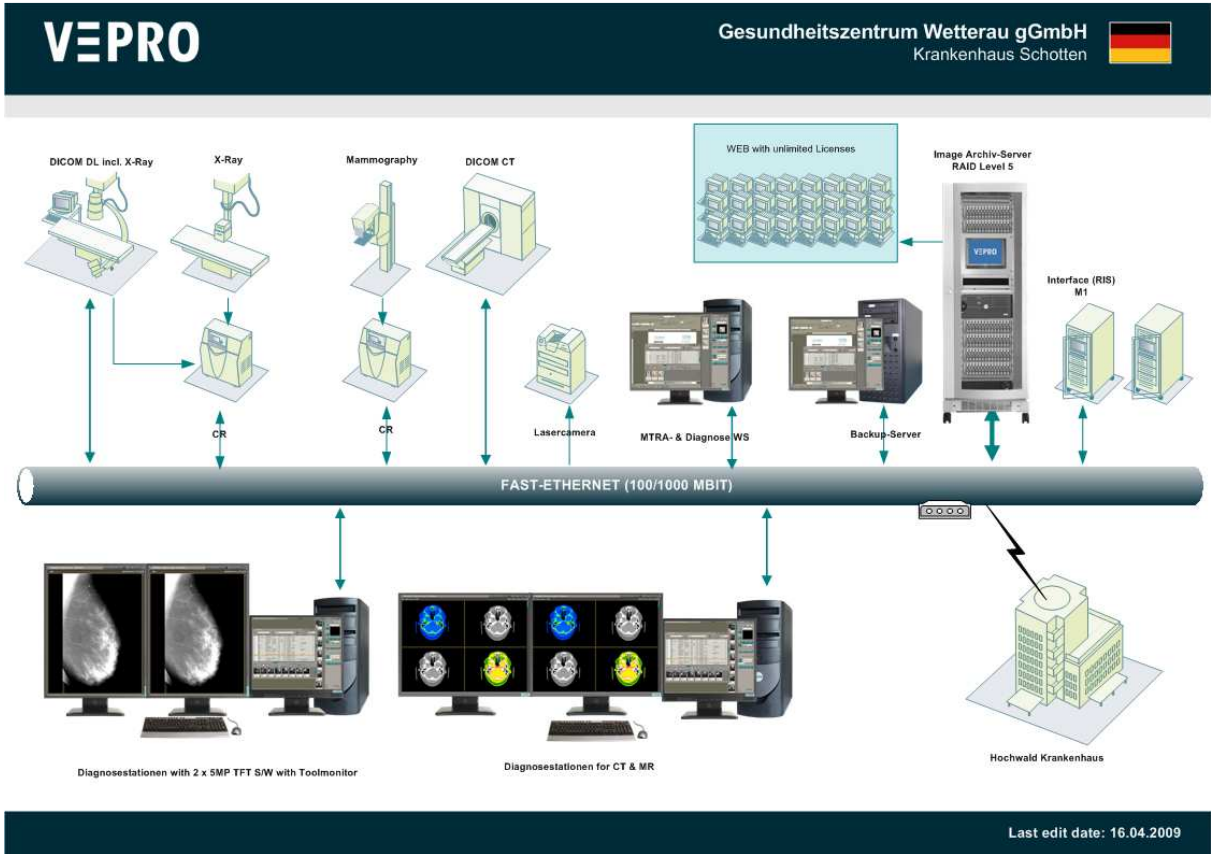 VEPRO
Gesundheitszentrum Wetterau gGmbH
Krankenhaus Schotten
DICOM DL incl. X-Ray
X-Ray
Mammography
DICOM CT
WEB with unlimited Licenses
Image Archiv-Server
RAID Level 5
VEPRO
Interface (RIS)
M1
CR
CR
Lasercamera
MTRA- & Diagnose WS
Backup-Server
FAST-ETHERNET (100/1000 MBIT)
Diagnosestationen with 2 x 5MP TFT S/W with Toolmonitor
Diagnosestationen for CT & MR
Hochwald Krankenhaus
Last edit date: 16.04.2009